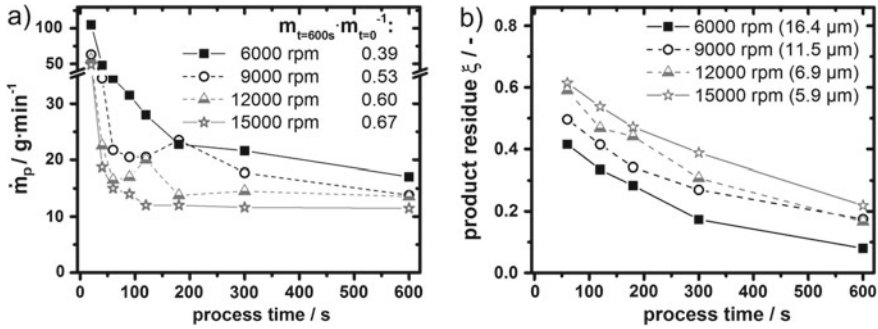 a)
m_t=600s·m_t=0^-1:
6000 rpm 0.39
9000 rpm 0.53
12000 rpm 0.60
15000 rpm 0.67
ṁ_p / g·min^-1
100
50
30
20
10
0
0 100 200 300 400 500 600
process time / s
b)
6000 rpm (16.4 µm)
9000 rpm (11.5 µm)
12000 rpm (6.9 µm)
15000 rpm (5.9 µm)
product residue ξ / -
0.8
0.6
0.4
0.2
0.0
0 100 200 300 400 500 600
process time / s